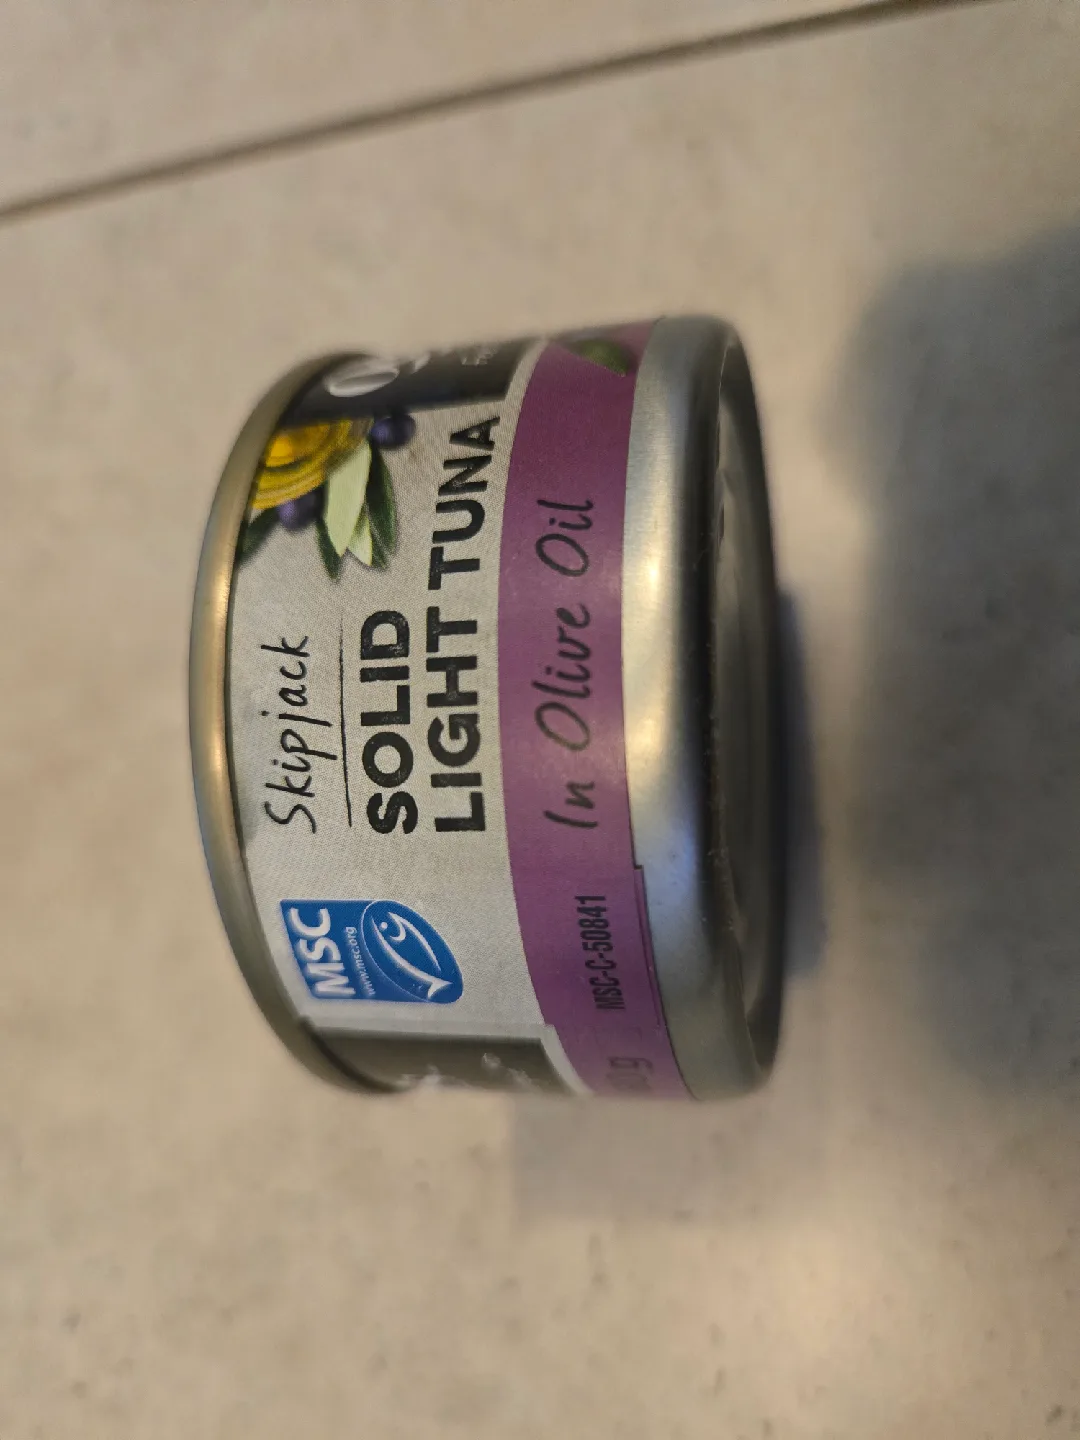 Skipjack
SOLID
LIGHT TUNA
In Olive Oil
MSC
www.msc.org
MSC-C-50841